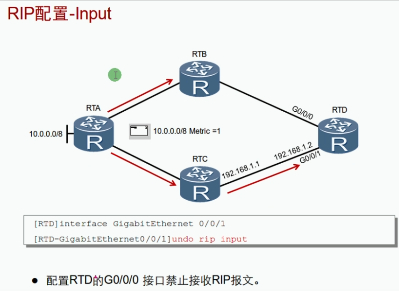 RIP配置-Input
RTB
RTA
G0/0/0
RTD
10.0.0.0/8
10.0.0.0/8 Metric =1
R
R
R
R
RTC
192.168.1.1
192.168.1.2
G0/0/1
[RTD]interface GigabitEthernet 0/0/1
[RTD-GigabitEthernet0/0/1]undo rip input
● 配置RTD的G0/0/0 接口禁止接收RIP报文。